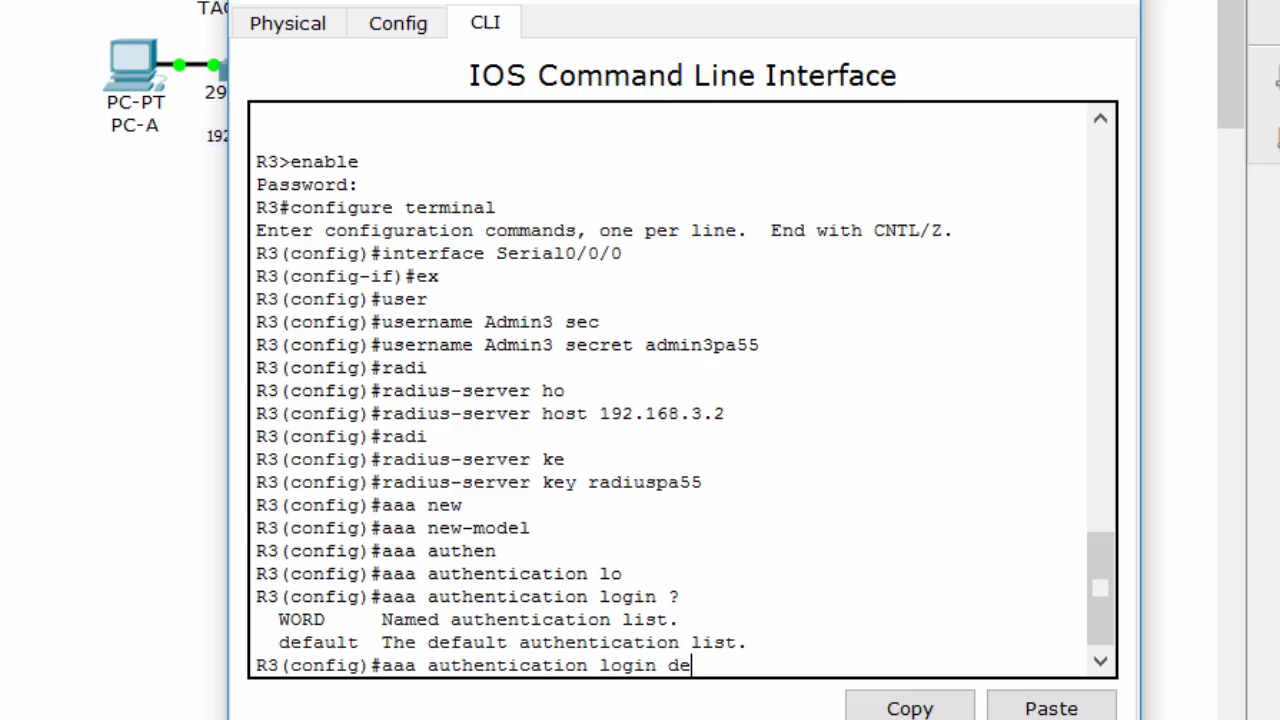 TAC
Physical
Config
CLI
IOS Command Line Interface
PC-PT
PC-A
29
192
R3>enable
Password:
R3#configure terminal
Enter configuration commands, one per line.  End with CNTL/Z.
R3(config)#interface Serial0/0/0
R3(config-if)#ex
R3(config)#user
R3(config)#username Admin3 sec
R3(config)#username Admin3 secret admin3pa55
R3(config)#radi
R3(config)#radius-server ho
R3(config)#radius-server host 192.168.3.2
R3(config)#radi
R3(config)#radius-server ke
R3(config)#radius-server key radiuspa55
R3(config)#aaa new
R3(config)#aaa new-model
R3(config)#aaa authen
R3(config)#aaa authentication lo
R3(config)#aaa authentication login ?
  WORD     Named authentication list.
  default  The default authentication list.
R3(config)#aaa authentication login de
Copy
Paste